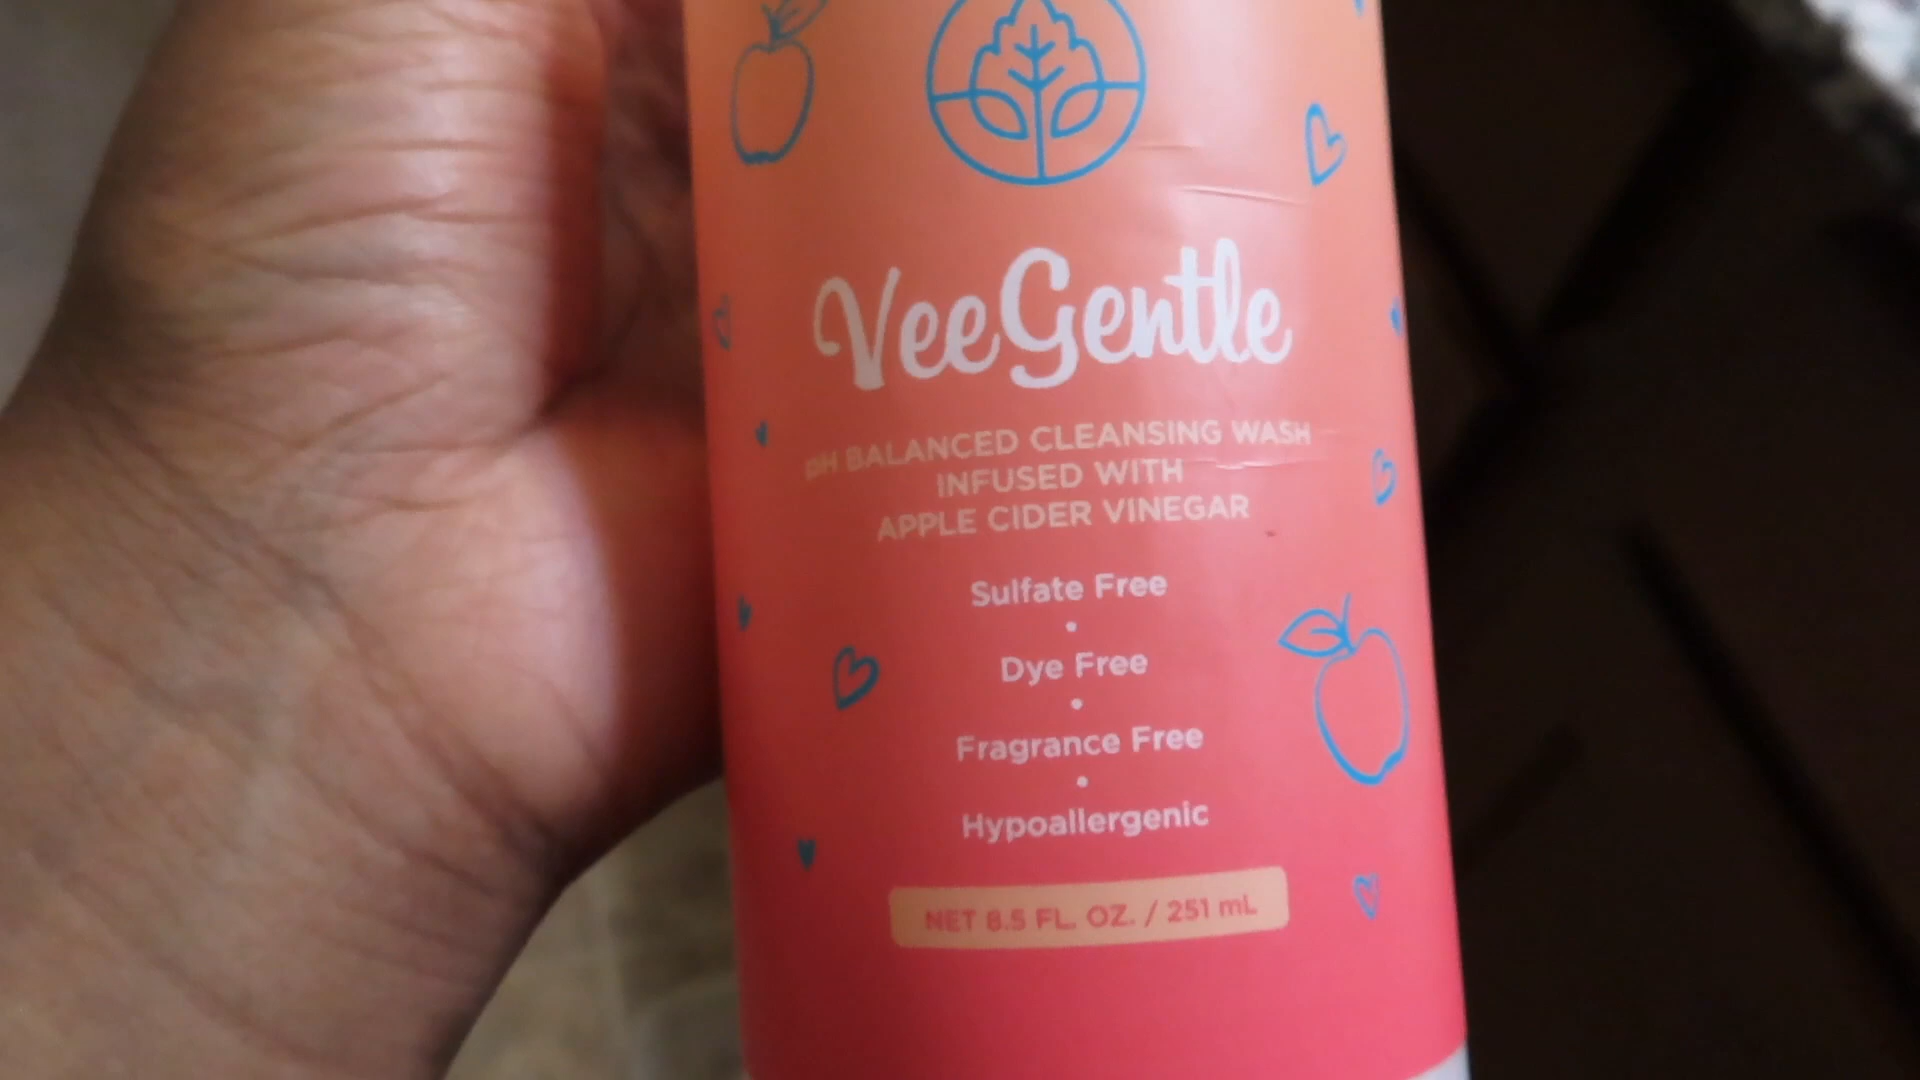 VeeGentle
pH BALANCED CLEANSING WASH
INFUSED WITH
APPLE CIDER VINEGAR
Sulfate Free
•
Dye Free
•
Fragrance Free
•
Hypoallergenic
NET 8.5 FL. OZ. / 251 mL